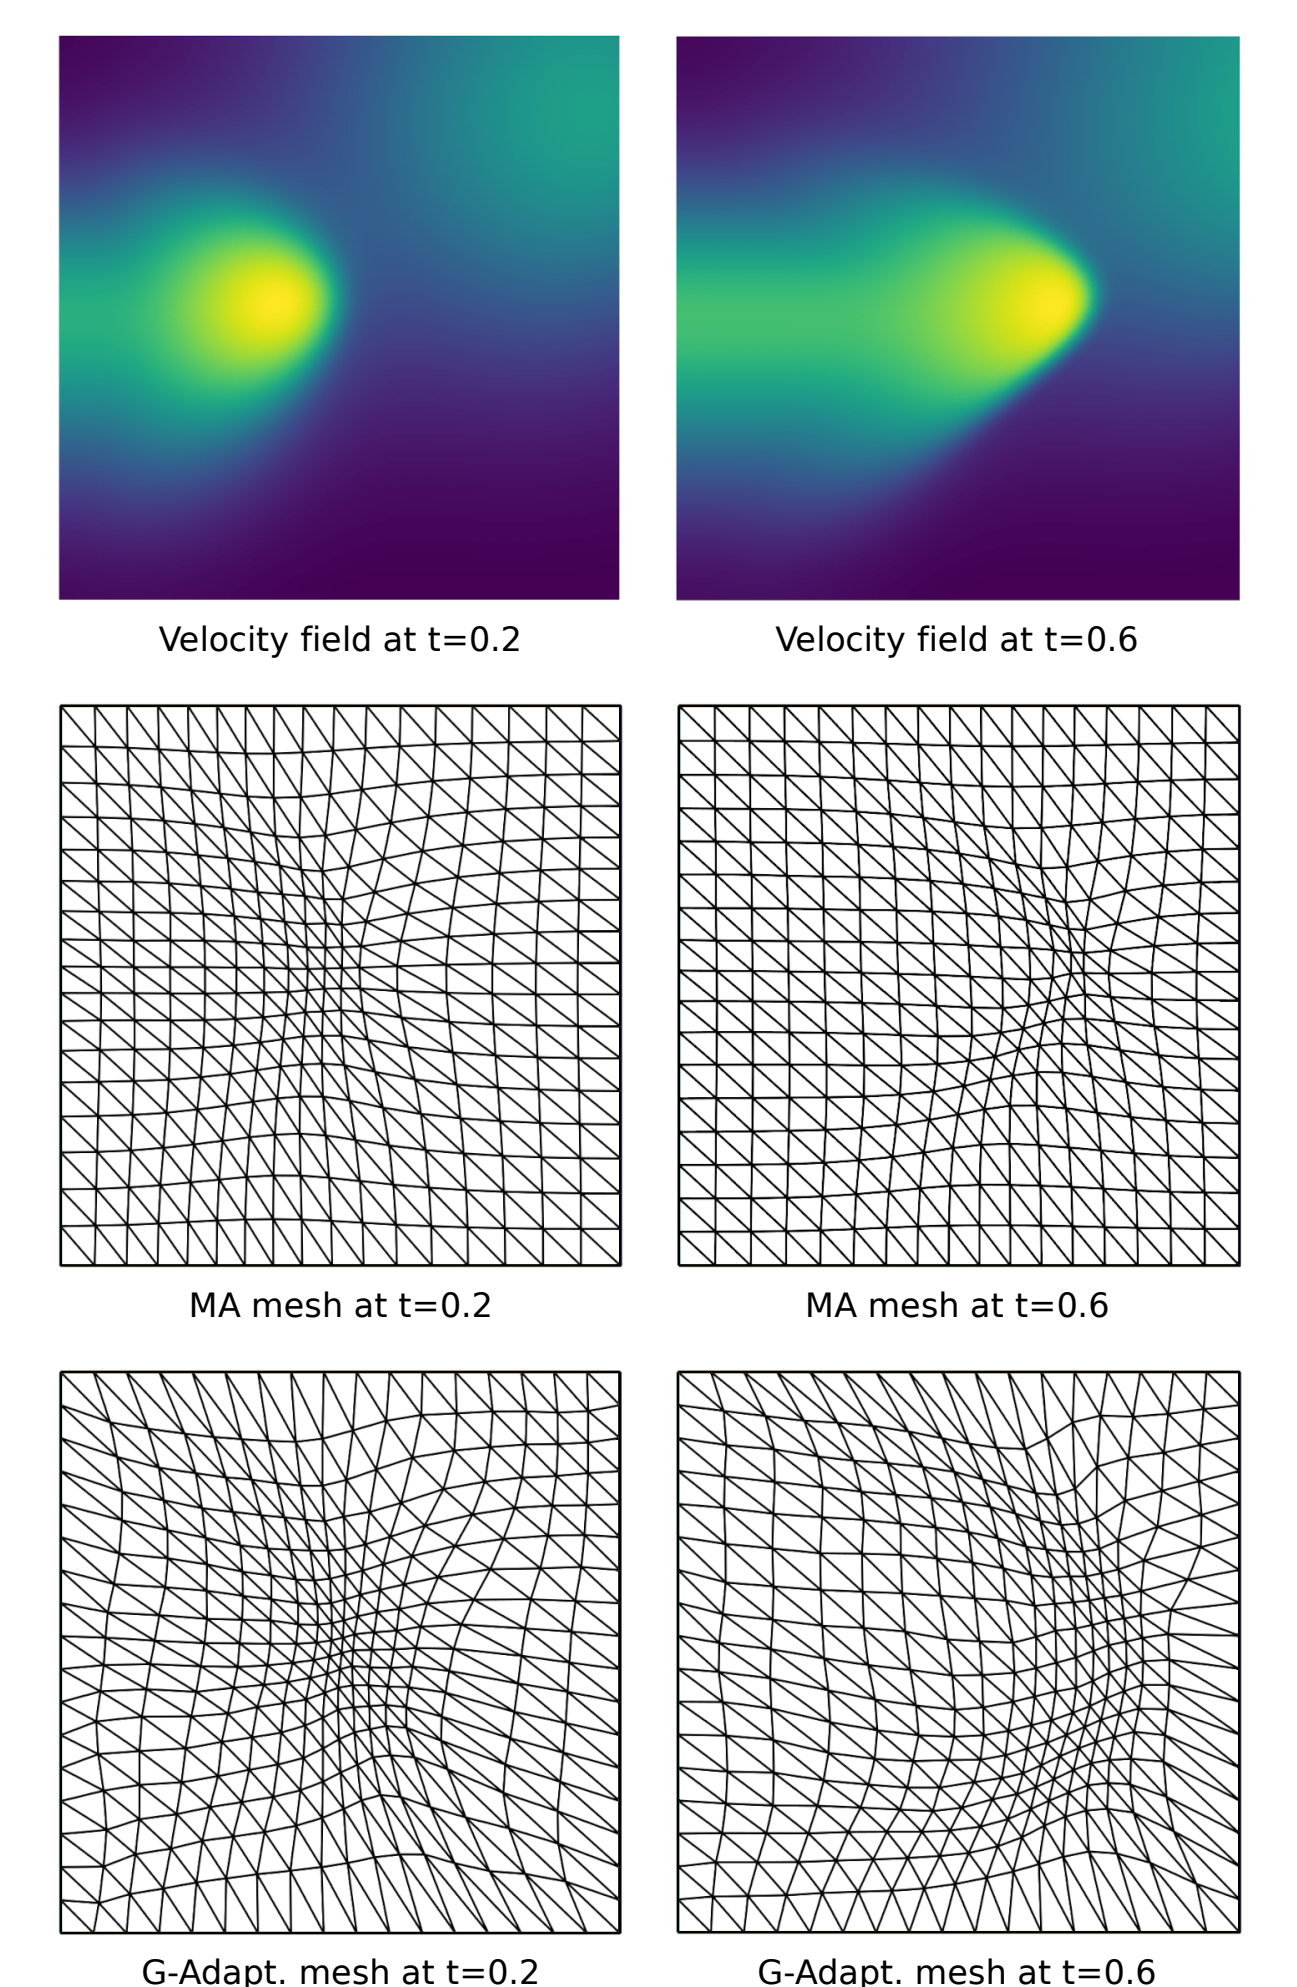 Velocity field at t=0.2
Velocity field at t=0.6
MA mesh at t=0.2
MA mesh at t=0.6
G-Adapt. mesh at t=0.2
G-Adapt. mesh at t=0.6